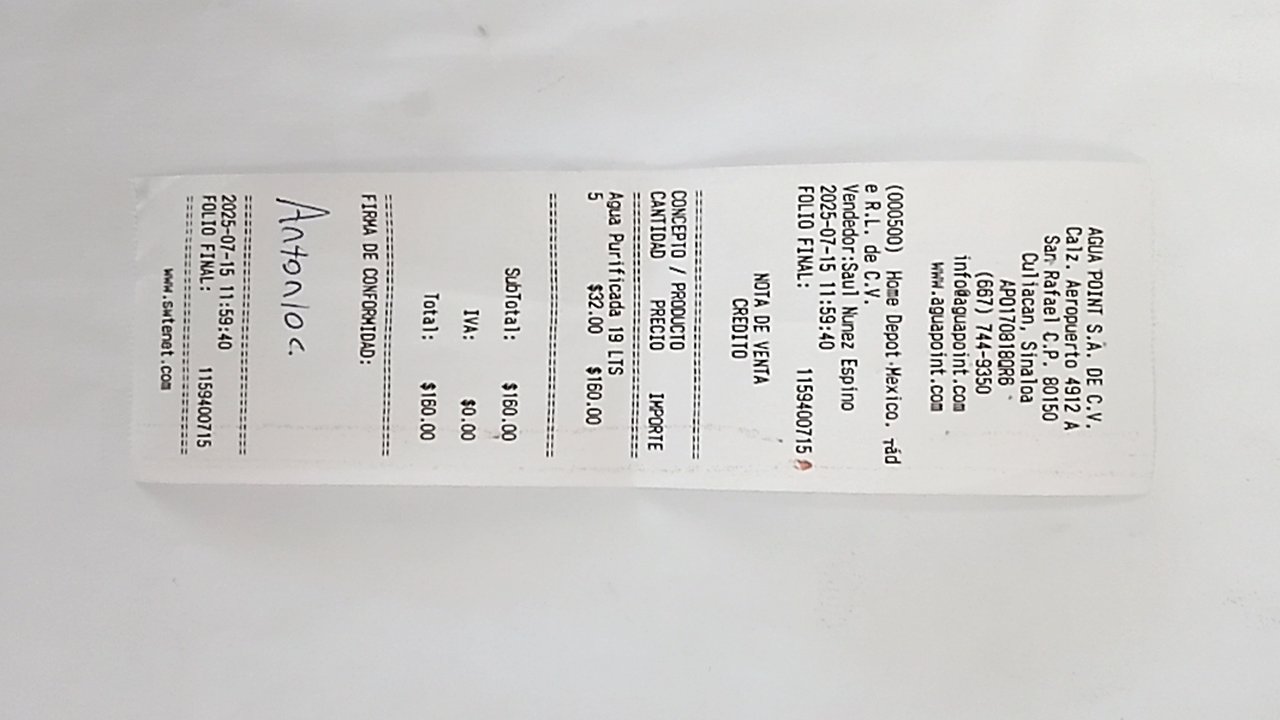 AGUA POINT S.A. DE C.V.
Calz. Aeropuerto 4912 A
San Rafael C.P. 80150
Culiacan, Sinaloa
APO1708180R6
(667) 744-9350
info@aguapoint.com
www.aguapoint.com
(000500) Home Depot Mexico.
e R.L. de C.V.
Vendedor:Saul Nunez Espino
2025-07-15 11:59:40
FOLIO FINAL: 1159400715
NOTA DE VENTA
CREDITO
CONCEPTO / PRODUCTO
CANTIDAD PRECIO IMPORTE
Agua Purificada 19 LTS
5 $32.00 $160.00
SubTotal: $160.00
IVA: $0.00
Total: $160.00
FIRMA DE CONFORMIDAD:
Antonio c.
2025-07-15 11:59:40
FOLIO FINAL: 1159400715
www.swtenet.com